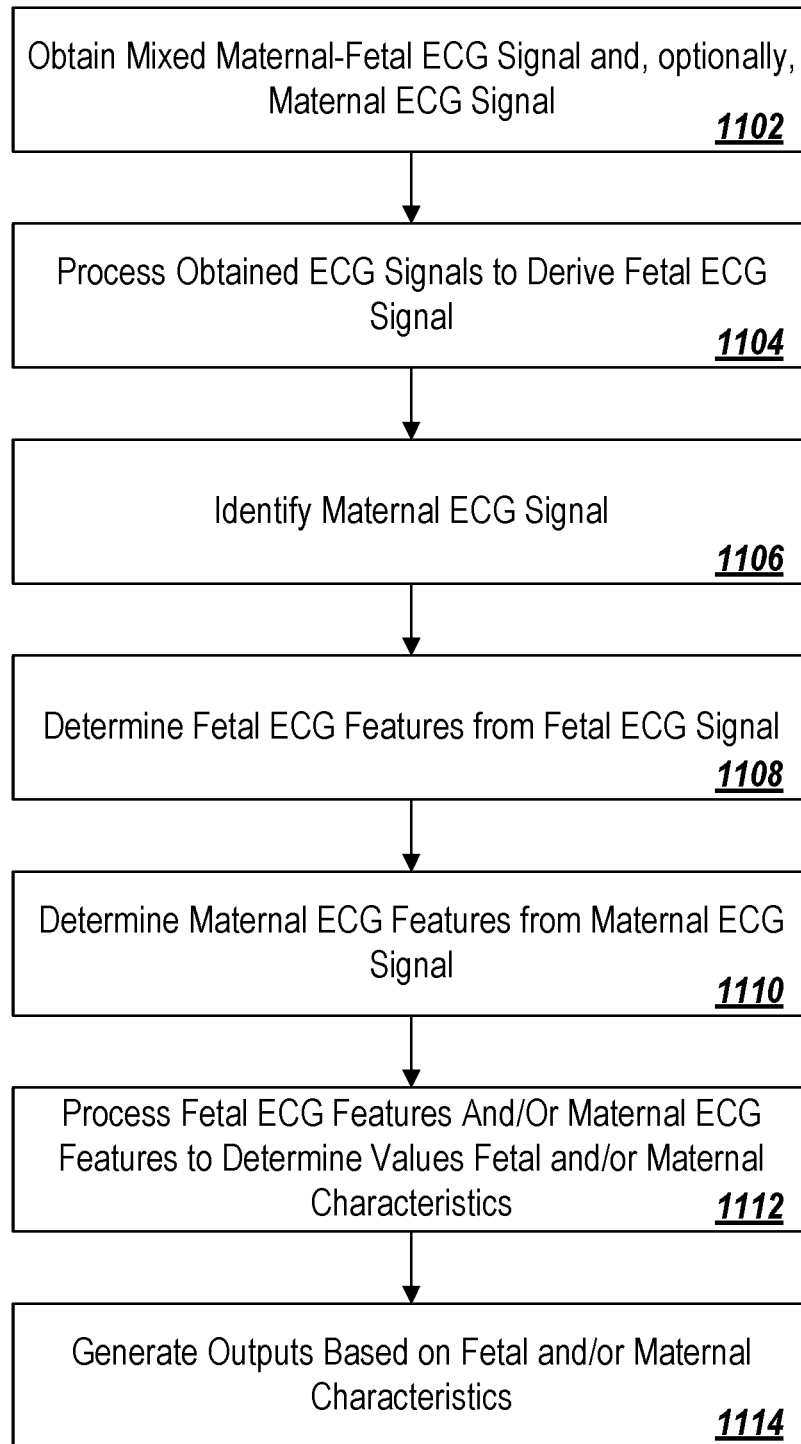 Obtain Mixed Maternal-Fetal ECG Signal and, optionally,
Maternal ECG Signal
1102
Process Obtained ECG Signals to Derive Fetal ECG
Signal
1104
Identify Maternal ECG Signal
1106
Determine Fetal ECG Features from Fetal ECG Signal
1108
Determine Maternal ECG Features from Maternal ECG
Signal
1110
Process Fetal ECG Features And/Or Maternal ECG
Features to Determine Values Fetal and/or Maternal
Characteristics
1112
Generate Outputs Based on Fetal and/or Maternal
Characteristics
1114